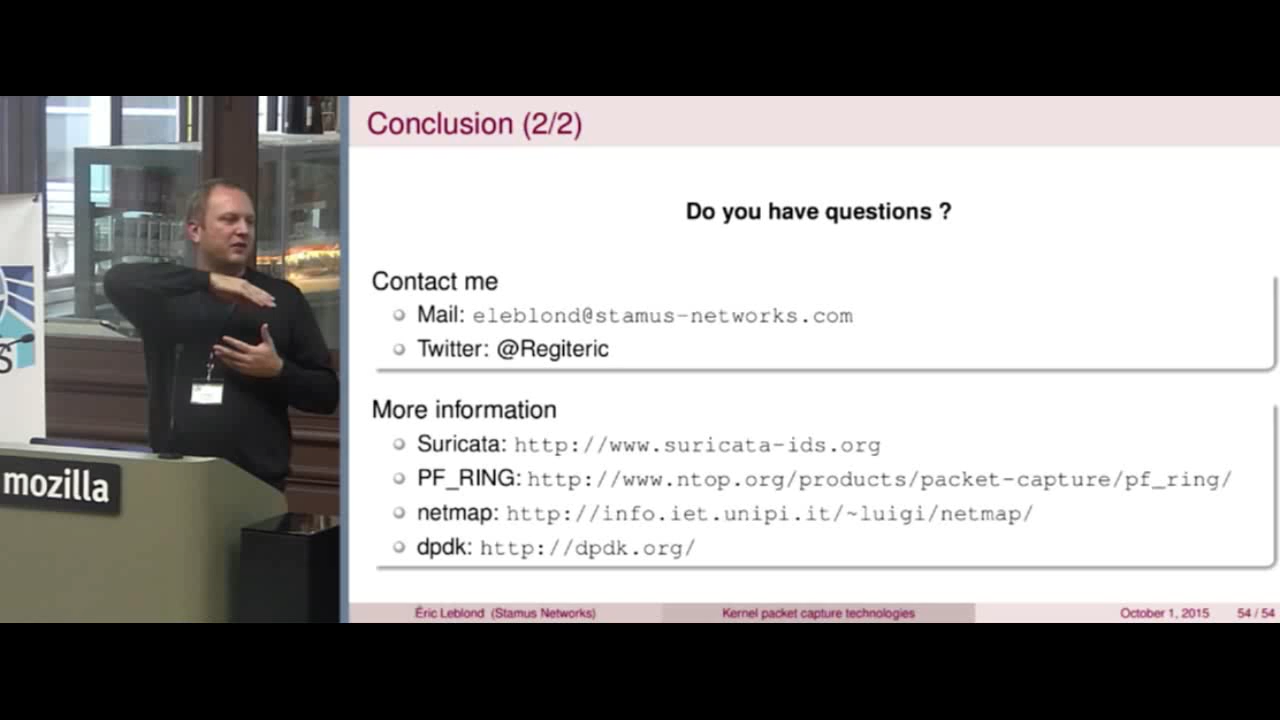 Conclusion (2/2)
Do you have questions ?
Contact me
Mail: eleblond@stamus-networks.com
Twitter: @Regiteric
More information
Suricata: http://www.suricata-ids.org
PF_RING: http://www.ntop.org/products/packet-capture/pf_ring/
netmap: http://info.iet.unipi.it/~luigi/netmap/
dpdk: http://dpdk.org/
Éric Leblond (Stamus Networks)
Kernel packet capture technologies
October 1, 2015
54 / 54
mozilla
S